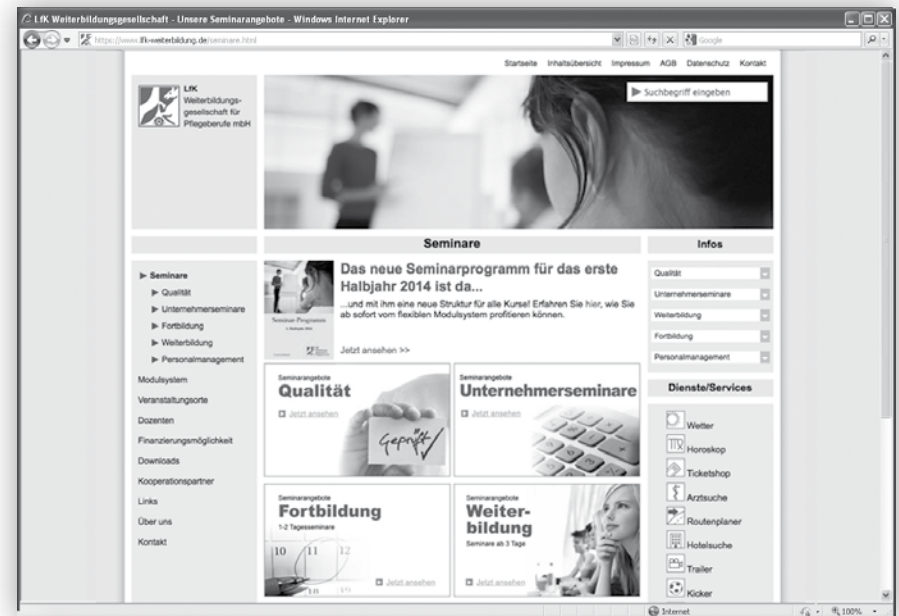 LfK Weiterbildungsgesellschaft - Unsere Seminarangebote - Windows Internet Explorer
https://www.lfk-weiterbildung.de/seminare.html
Google
Startseite Inhaltsübersicht Impressum AGB Datenschutz Kontakt
LfK
Weiterbildungs-
gesellschaft für
Pflegeberufe mbH
Suchbegriff eingeben
Seminare
Infos
Seminare
Qualität
Unternehmerseminare
Fortbildung
Weiterbildung
Personalmanagement
Modulsystem
Veranstaltungsorte
Dozenten
Finanzierungsmöglichkeit
Downloads
Kooperationspartner
Links
Über uns
Kontakt
Das neue Seminarprogramm für das erste
Halbjahr 2014 ist da...
...und mit ihm eine neue Struktur für alle Kurse! Erfahren Sie hier, wie Sie
ab sofort vom flexiblen Modulsystem profitieren können.
Seminar Programm
Jetzt ansehen >>
Seminarangebote
Qualität
Jetzt ansehen
Geprüft
Seminarangebote
Unternehmerseminare
Jetzt ansehen
Seminarangebote
Fortbildung
1-2 Tagesseminare
10 11 12
18
Jetzt ansehen
Seminarangebote
Weiter-
bildung
Seminare ab 3 Tage
Jetzt ansehen
Qualität
Unternehmerseminare
Weiterbildung
Fortbildung
Personalmanagement
Dienste/Services
Wetter
Horoskop
Ticketshop
Arztsuche
Routenplaner
Hotelsuche
Trailer
Kicker
Internet
100%